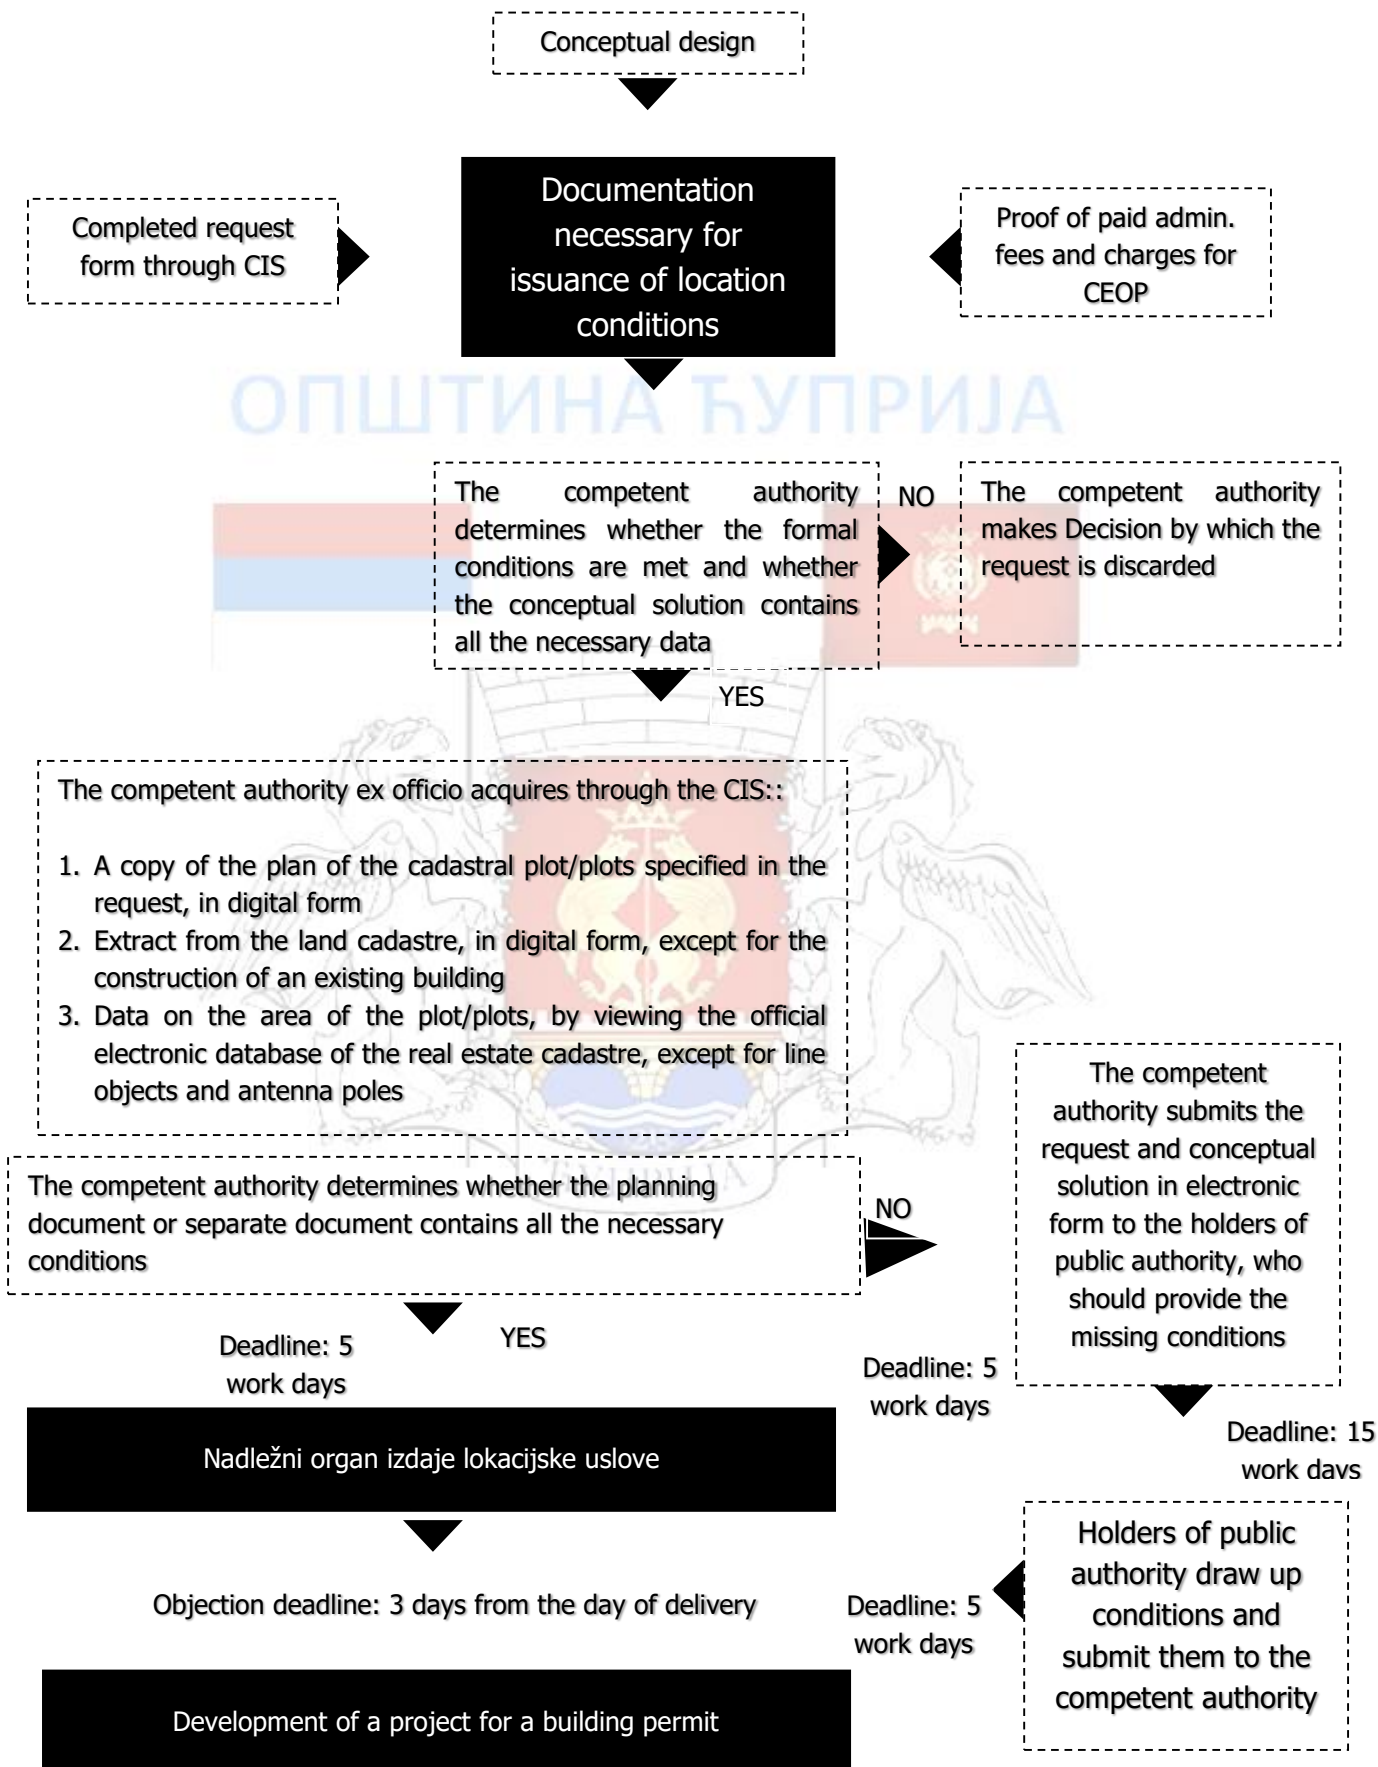 Conceptual design
Documentation
necessary for
issuance of location
conditions
Completed request
form through CIS
Proof of paid admin.
fees and charges for
CEOP
ОПШТИНА ЋУПРИЈА
The competent authority
determines whether the formal
conditions are met and whether
the conceptual solution contains
all the necessary data
NO
The competent authority
makes Decision by which the
request is discarded
YES
The competent authority ex officio acquires through the CIS::
1. A copy of the plan of the cadastral plot/plots specified in the
request, in digital form
2. Extract from the land cadastre, in digital form, except for the
construction of an existing building
3. Data on the area of the plot/plots, by viewing the official
electronic database of the real estate cadastre, except for line
objects and antenna poles
The competent authority determines whether the planning
document or separate document contains all the necessary
conditions
ЋУПРИЈА
NO
The competent
authority submits the
request and conceptual
solution in electronic
form to the holders of
public authority, who
should provide the
missing conditions
Deadline: 5
work days
YES
Deadline: 5
work days
Deadline: 15
work days
Nadležni organ izdaje lokacijske uslove
Objection deadline: 3 days from the day of delivery
Deadline: 5
work days
Holders of public
authority draw up
conditions and
submit them to the
competent authority
Development of a project for a building permit